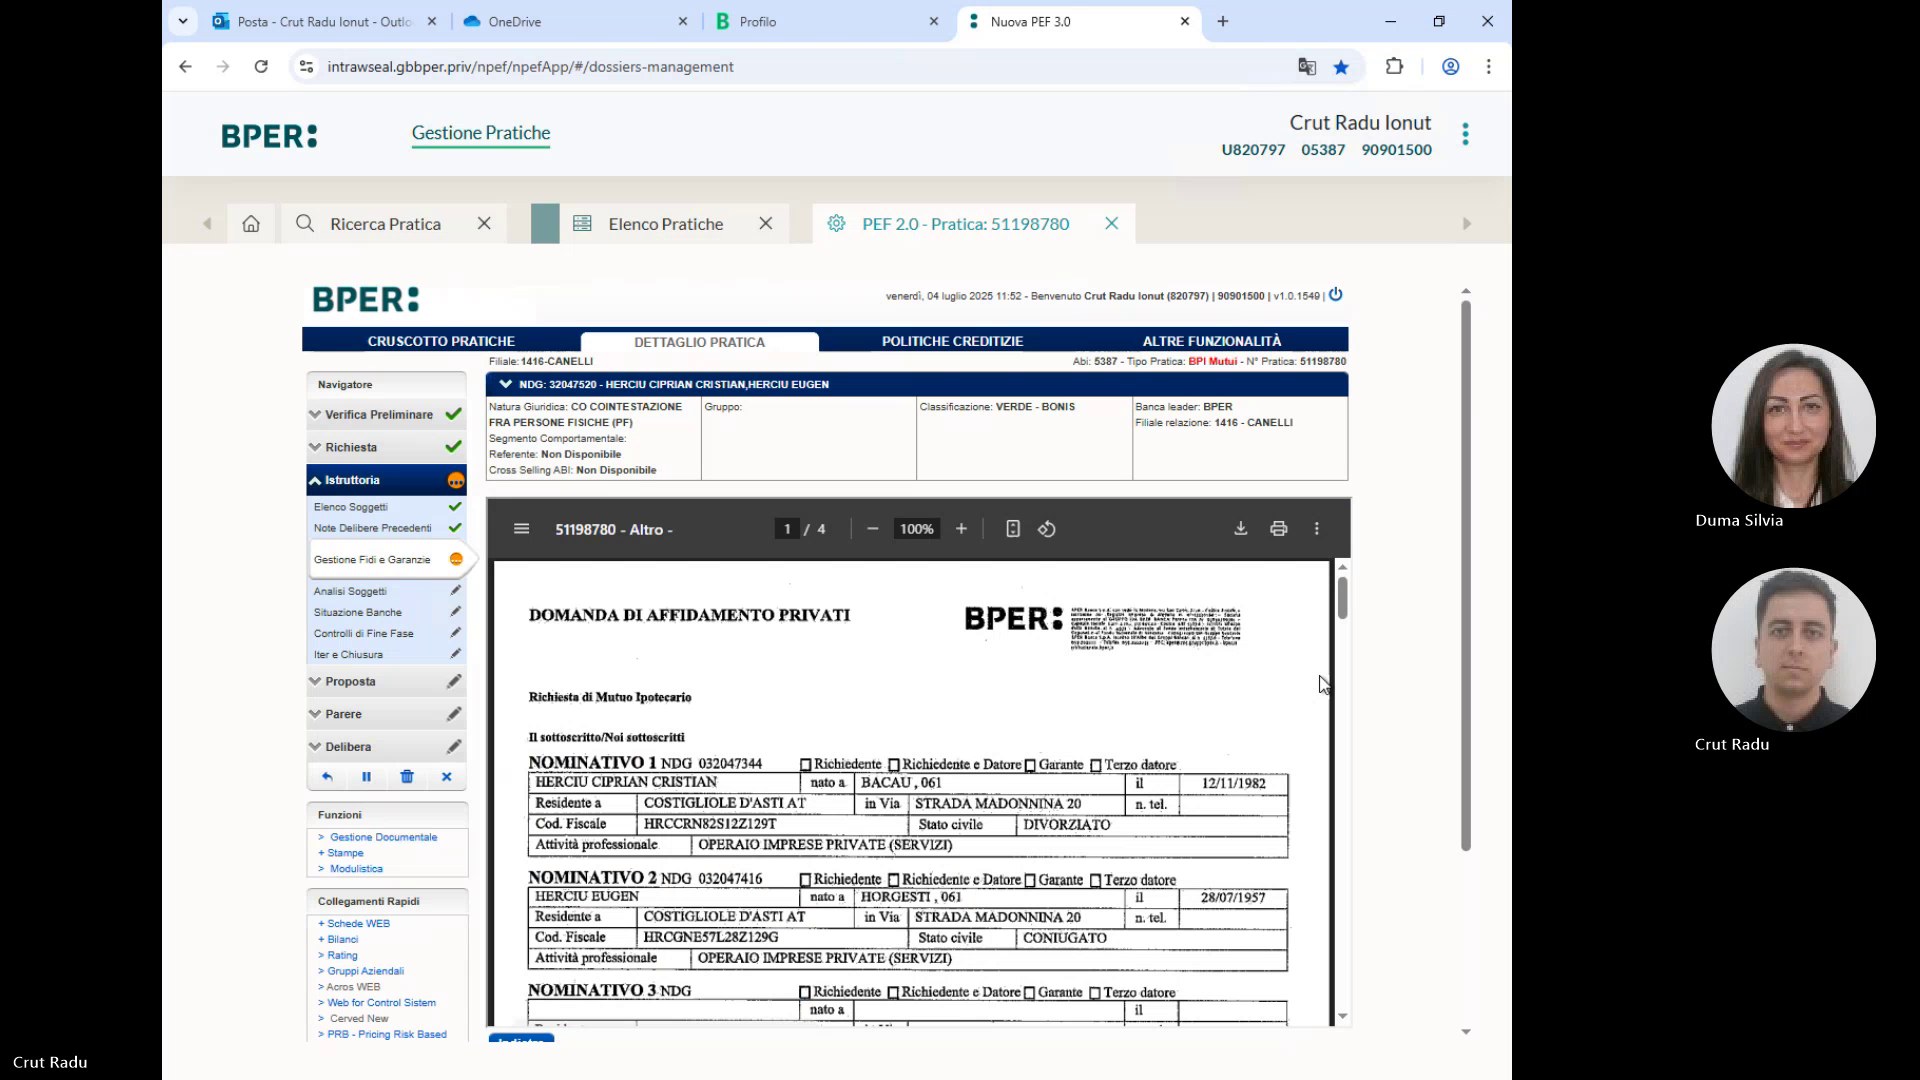 Posta - Crut Radu Ionut - Outlo
OneDrive
Profilo
Nuova PEF 3.0
intrawseal.gbbper.priv/npef/npefApp/#/dossiers-management
BPER:
Gestione Pratiche
Crut Radu Ionut
U820797 05387 90901500
Ricerca Pratica
Elenco Pratiche
PEF 2.0 - Pratica: 51198780
BPER:
venerdì, 04 luglio 2025 11:52 - Benvenuto Crut Radu Ionut (820797) | 90901500 | v1.0.1549 |
CRUSCOTTO PRATICHE
DETTAGLIO PRATICA
POLITICHE CREDITIZIE
ALTRE FUNZIONALITÀ
Filiale: 1416-CANELLI
Abi: 5387 - Tipo Pratica: BPI Mutui - N° Pratica: 51198780
NDG: 32047520 - HERCIU CIPRIAN CRISTIAN,HERCIU EUGEN
Natura Giuridica: CO COINTESTAZIONE
FRA PERSONE FISICHE (PF)
Segmento Comportamentale:
Referente: Non Disponibile
Cross Selling ABI: Non Disponibile
Gruppo:
Classificazione: VERDE - BONIS
Banca leader: BPER
Filiale relazione: 1416 - CANELLI
Navigatore
Verifica Preliminare
Richiesta
Istruttoria
Elenco Soggetti
Note Delibere Precedenti
Gestione Fidi e Garanzie
Analisi Soggetti
Situazione Banche
Controlli di Fine Fase
Iter e Chiusura
Proposta
Parere
Delibera
Funzioni
> Gestione Documentale
+ Stampe
> Modulistica
Collegamenti Rapidi
+ Schede WEB
+ Bilanci
> Rating
> Gruppi Aziendali
> Acros WEB
> Web for Control Sistem
> Cerved New
> PRB - Pricing Risk Based
51198780 - Altro -
1 / 4
100%
DOMANDA DI AFFIDAMENTO PRIVATI
BPER:
Richiesta di Mutuo Ipotecario
Il sottoscritto/Noi sottoscritti
NOMINATIVO 1 NDG 032047344 Richiedente Richiedente e Datore Garante Terzo datore
HERCIU CIPRIAN CRISTIAN nato a BACAU , 061 il 12/11/1982
Residente a COSTIGLIOLE D'ASTI AT in Via STRADA MADONNINA 20 n. tel.
Cod. Fiscale HRCCRN82S12Z129T Stato civile DIVORZIATO
Attività professionale OPERAIO IMPRESE PRIVATE (SERVIZI)
NOMINATIVO 2 NDG 032047416 Richiedente Richiedente e Datore Garante Terzo datore
HERCIU EUGEN nato a HORGESTI , 061 il 28/07/1957
Residente a COSTIGLIOLE D'ASTI AT in Via STRADA MADONNINA 20 n. tel.
Cod. Fiscale HRCGNE57L28Z129G Stato civile CONIUGATO
Attività professionale OPERAIO IMPRESE PRIVATE (SERVIZI)
NOMINATIVO 3 NDG Richiedente Richiedente e Datore Garante Terzo datore
nato a il
Duma Silvia
Crut Radu
Crut Radu